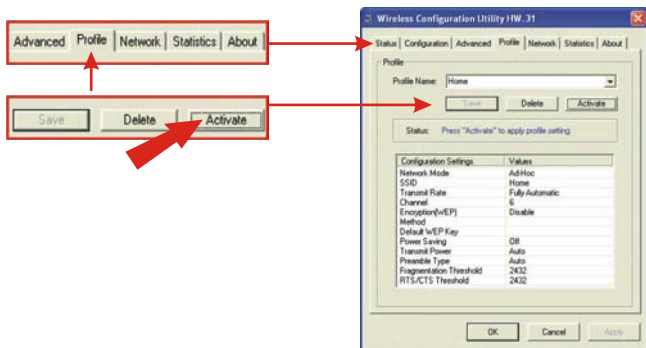 Advanced Profile Network Statistics About
Save Delete Activate
Wireless Configuration Utility HW.31
Status Configuration Advanced Profile Network Statistics About
Profile
Profile Name: Home
Save Delete Activate
Status: Press "Activate" to apply profile setting.
Configuration Settings Values
Network Mode Ad-Hoc
SSID Home
Transmit Rate Fully Automatic
Channel 6
Encryption(WEP) Disable
Method
Default WEP Key
Power Saving Off
Transmit Power Auto
Preamble Type Auto
Fragmentation Threshold 2432
RTS/CTS Threshold 2432
OK Cancel Apply